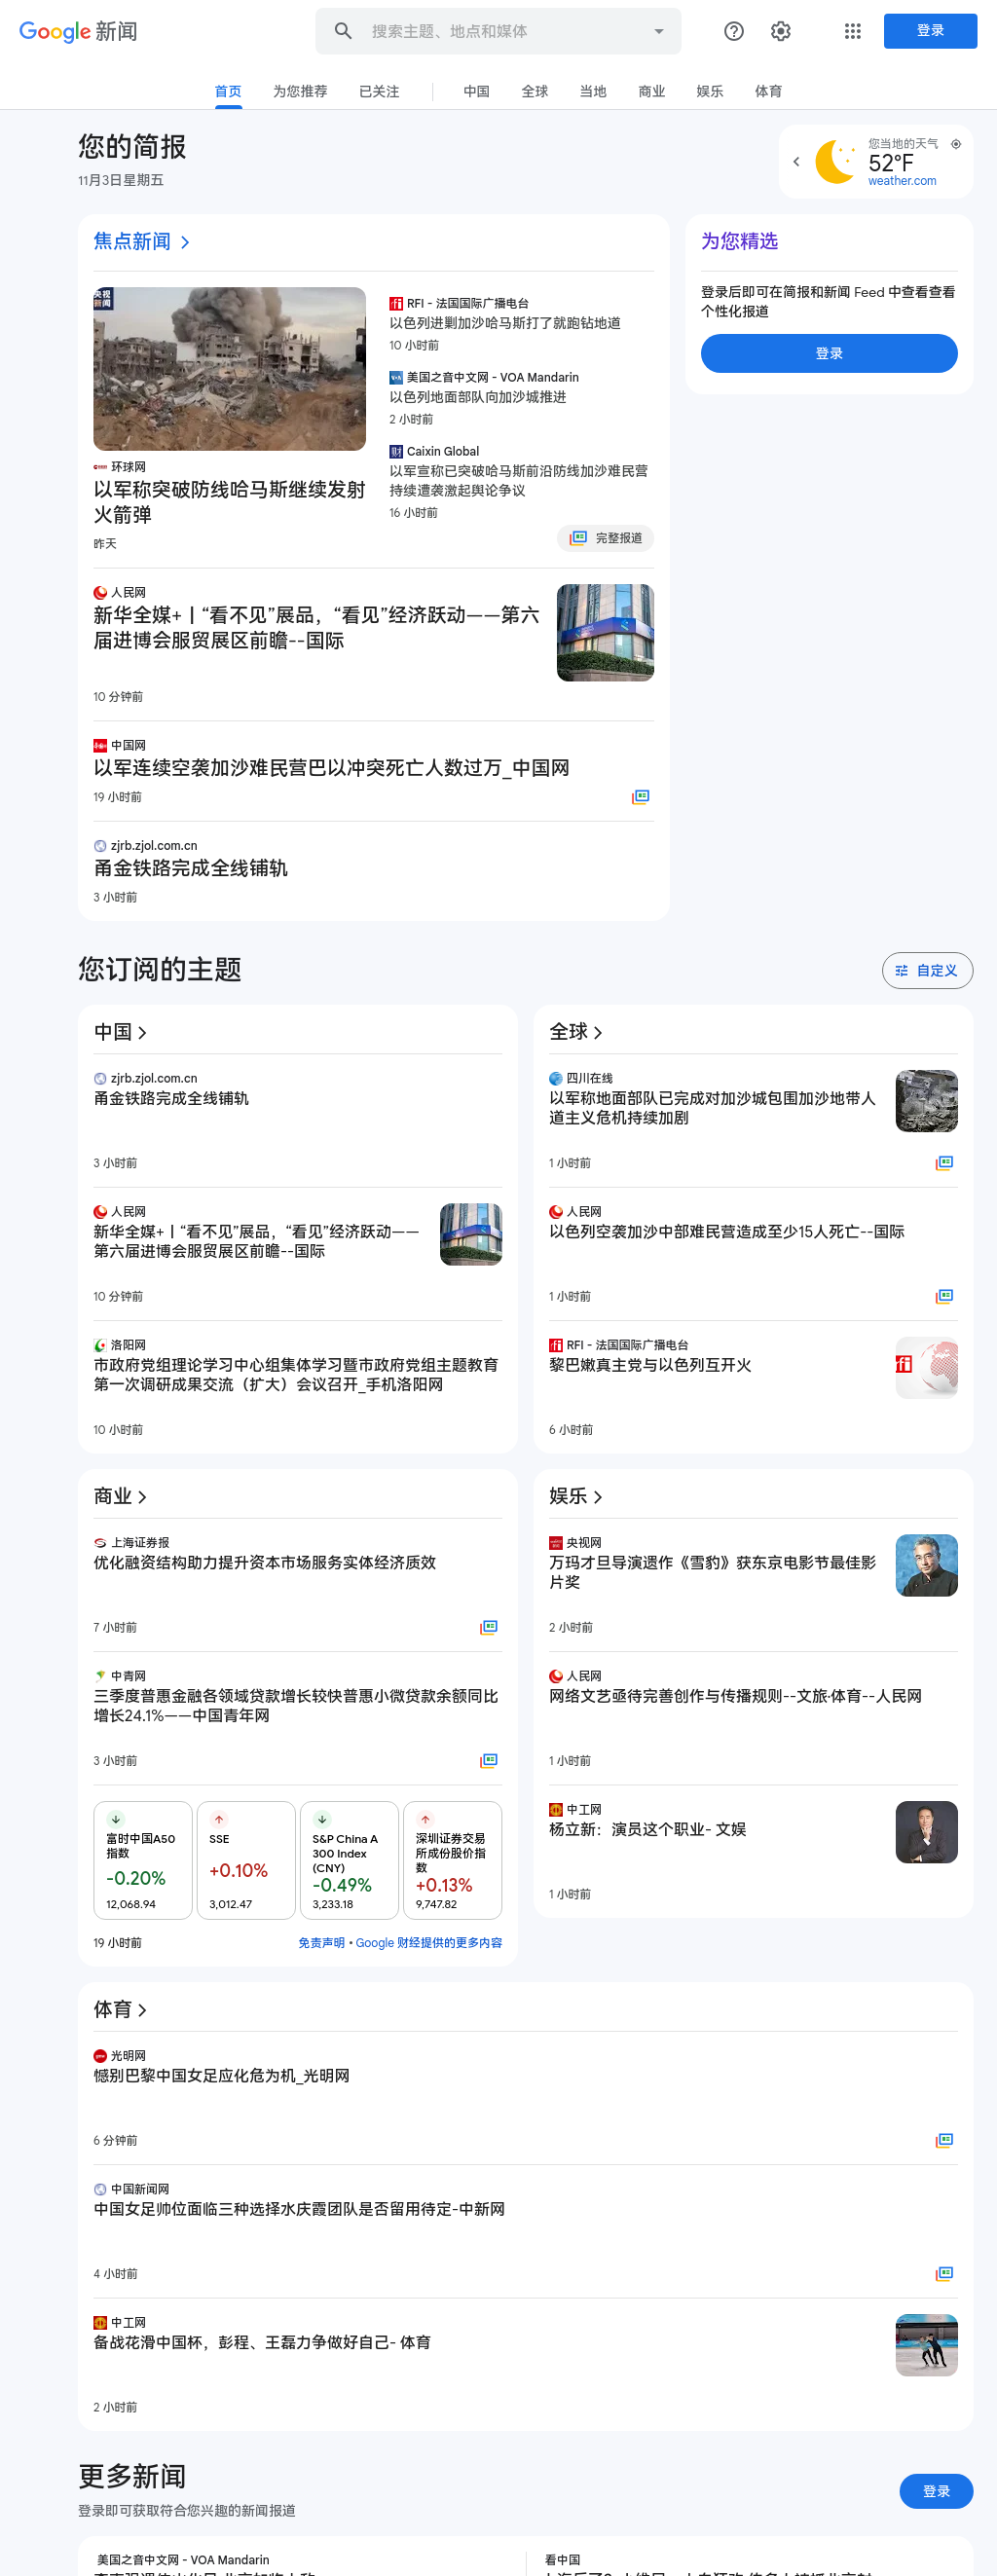 Google 新闻
搜索主题、地点和媒体
登录
首页
为您推荐
已关注
中国
全球
当地
商业
娱乐
体育
您的简报
11月3日星期五
您当地的天气
52°F
weather.com
焦点新闻
央视
新闻
环球网
以军称突破防线哈马斯继续发射
火箭弹
昨天
RFI - 法国国际广播电台
以色列进剿加沙哈马斯打了就跑钻地道
10 小时前
美国之音中文网 - VOA Mandarin
以色列地面部队向加沙城推进
2 小时前
Caixin Global
以军宣称已突破哈马斯前沿防线加沙难民营
持续遭袭激起舆论争议
16 小时前
完整报道
人民网
新华全媒+丨“看不见”展品，“看见”经济跃动——第六
届进博会服贸展区前瞻--国际
10 分钟前
中国网
以军连续空袭加沙难民营巴以冲突死亡人数过万_中国网
19 小时前
zjrb.zjol.com.cn
甬金铁路完成全线铺轨
3 小时前
为您精选
登录后即可在简报和新闻 Feed 中查看查看
个性化报道
登录
您订阅的主题
自定义
中国
zjrb.zjol.com.cn
甬金铁路完成全线铺轨
3 小时前
人民网
新华全媒+丨“看不见”展品，“看见”经济跃动——
第六届进博会服贸展区前瞻--国际
10 分钟前
洛阳网
市政府党组理论学习中心组集体学习暨市政府党组主题教育
第一次调研成果交流（扩大）会议召开_手机洛阳网
10 小时前
全球
四川在线
以军称地面部队已完成对加沙城包围加沙地带人
道主义危机持续加剧
1 小时前
人民网
以色列空袭加沙中部难民营造成至少15人死亡--国际
1 小时前
RFI - 法国国际广播电台
黎巴嫩真主党与以色列互开火
rfi
6 小时前
商业
上海证券报
优化融资结构助力提升资本市场服务实体经济质效
7 小时前
中青网
三季度普惠金融各领域贷款增长较快普惠小微贷款余额同比
增长24.1%——中国青年网
3 小时前
富时中国A50
指数
-0.20%
12,068.94
SSE
+0.10%
3,012.47
S&P China A
300 Index
(CNY)
-0.49%
3,233.18
深圳证券交易
所成份股价指
数
+0.13%
9,747.82
19 小时前
免责声明 • Google 财经提供的更多内容
娱乐
央视网
万玛才旦导演遗作《雪豹》获东京电影节最佳影
片奖
2 小时前
人民网
网络文艺亟待完善创作与传播规则--文旅·体育--人民网
1 小时前
中工网
杨立新：演员这个职业- 文娱
1 小时前
体育
光明网
憾别巴黎中国女足应化危为机_光明网
6 分钟前
中国新闻网
中国女足帅位面临三种选择水庆霞团队是否留用待定-中新网
4 小时前
中工网
备战花滑中国杯，彭程、王磊力争做好自己- 体育
2 小时前
更多新闻
登录即可获取符合您兴趣的新闻报道
登录
美国之音中文网 - VOA Mandarin
看中国